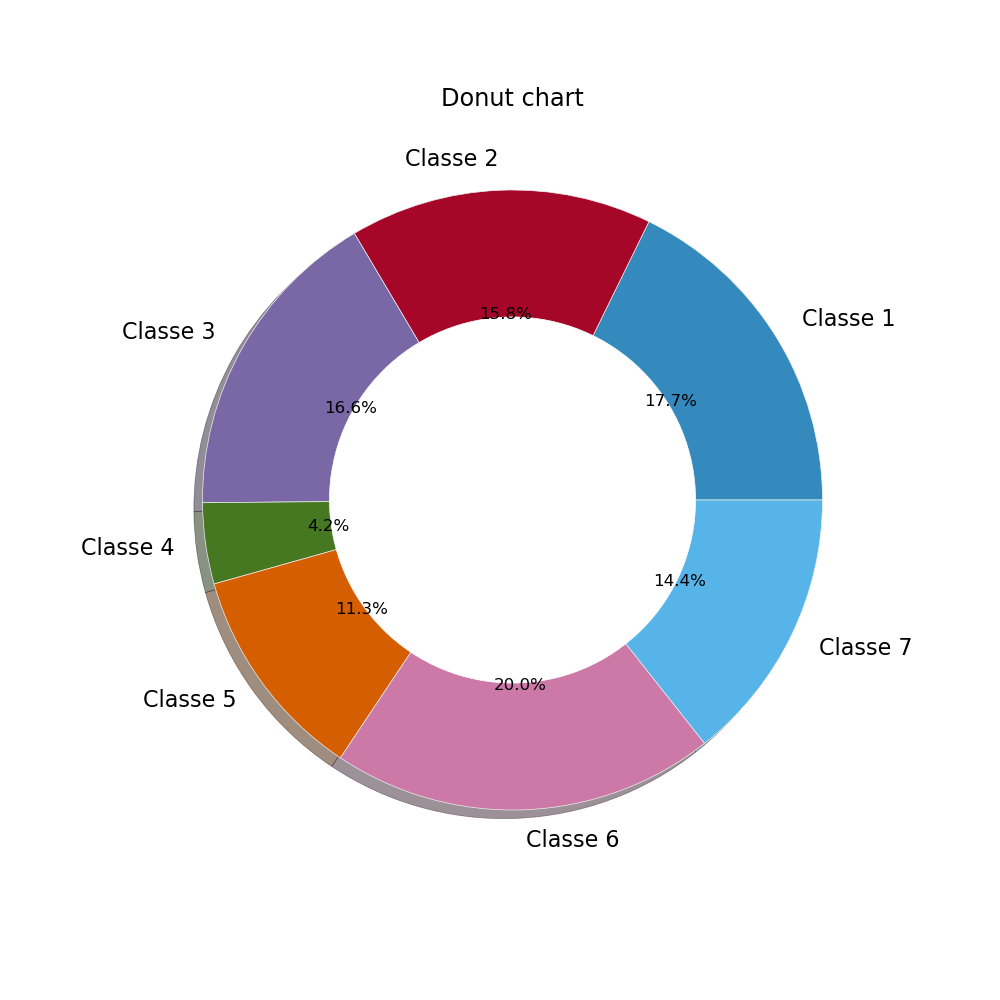 Donut chart
Classe 2
15.8%
Classe 1
17.7%
Classe 3
16.6%
Classe 4
4.2%
Classe 5
11.3%
Classe 6
20.0%
Classe 7
14.4%